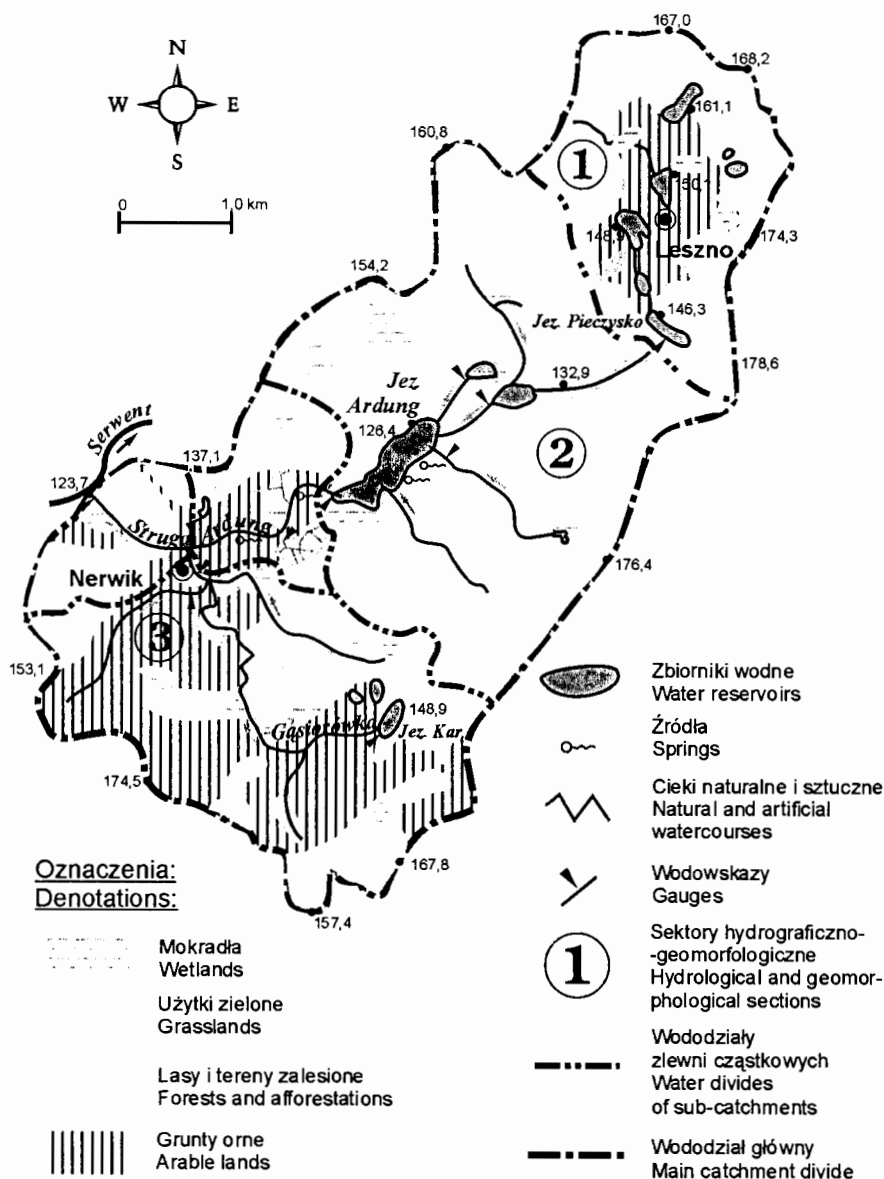 N
W
E
S
0
1,0 km
167,0
168,2
161,1
160,8
1
148,9
Leszno
174,3
154,2
Jez. Pieczysko
146,3
178,6
132,9
Jez
Ardung
126,4
2
Serwent
137,1
123,7
Struga Ardung
176,4
Nerwik
3
153,1
148,9
Gąsiorówka
Jez. Kar.
174,5
167,8
157,4
Zbiorniki wodne
Water reservoirs
Źródła
Springs
Cieki naturalne i sztuczne
Natural and artificial
watercourses
Wodowskazy
Gauges
1
Sektory hydrograficzno-
-geomorfologiczne
Hydrological and geomor-
phological sections
Wododziały
zlewni cząstkowych
Water divides
of sub-catchments
Wododział główny
Main catchment divide
Oznaczenia:
Denotations:
Mokradła
Wetlands
Użytki zielone
Grasslands
Lasy i tereny zalesione
Forests and afforestations
Grunty orne
Arable lands